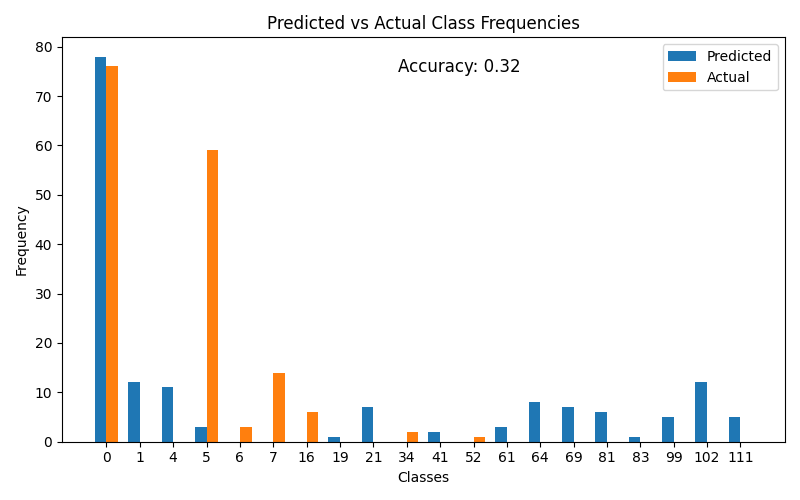 Predicted vs Actual Class Frequencies
Accuracy: 0.32
Predicted
Actual
80
70
60
50
40
30
20
10
0
Frequency
0 1 4 5 6 7 16 19 21 34 41 52 61 64 69 81 83 99 102 111
Classes